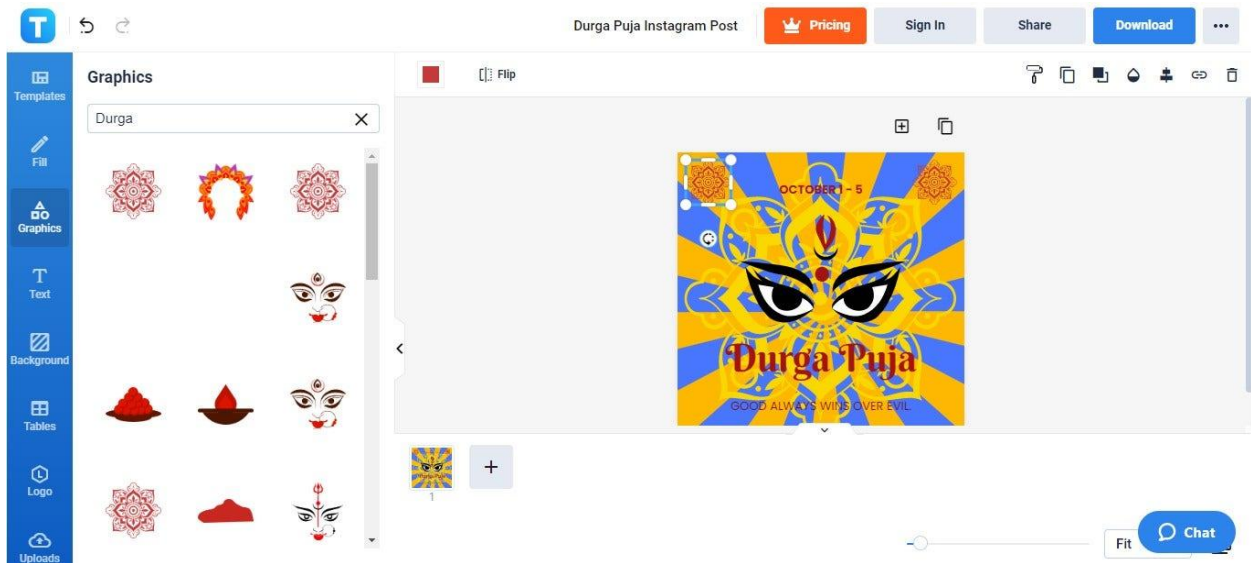 T
Durga Puja Instagram Post
Pricing
Sign In
Share
Download
Templates
Fill
Graphics
Text
Background
Tables
Logo
Uploads
Graphics
Durga
Flip
OCTOBER 1 - 5
Durga Puja
GOOD ALWAYS WINS OVER EVIL.
1
Fit
Chat